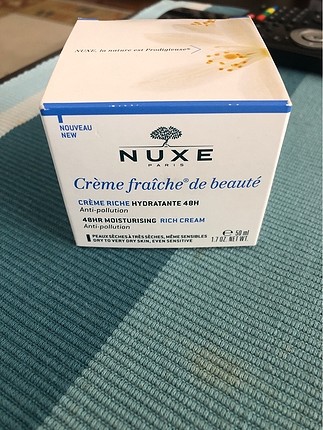 NUXE, la nature est Prodigieuse®
NOUVEAU
NEW
NUXE
PARIS
Crème fraîche® de beauté
CRÈME RICHE HYDRATANTE 48H
Anti-pollution
48HR MOISTURISING RICH CREAM
Anti-pollution
PEAUX SÈCHES À TRÈS SÈCHES, MÊME SENSIBLES
DRY TO VERY DRY SKIN, EVEN SENSITIVE
℮ 50 ml
1.7 OZ. NET WT.